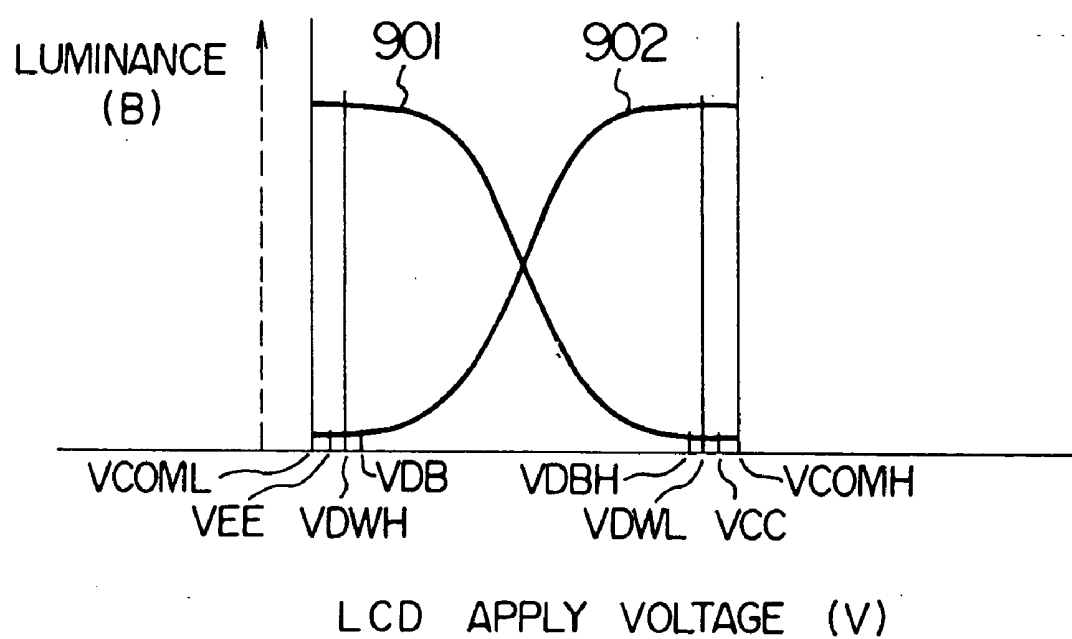 901 902
LUMINANCE
(B)
VCOML VDB VDBH VCOMH
VEE VDWH VDWL VCC
LCD APPLY VOLTAGE (V)